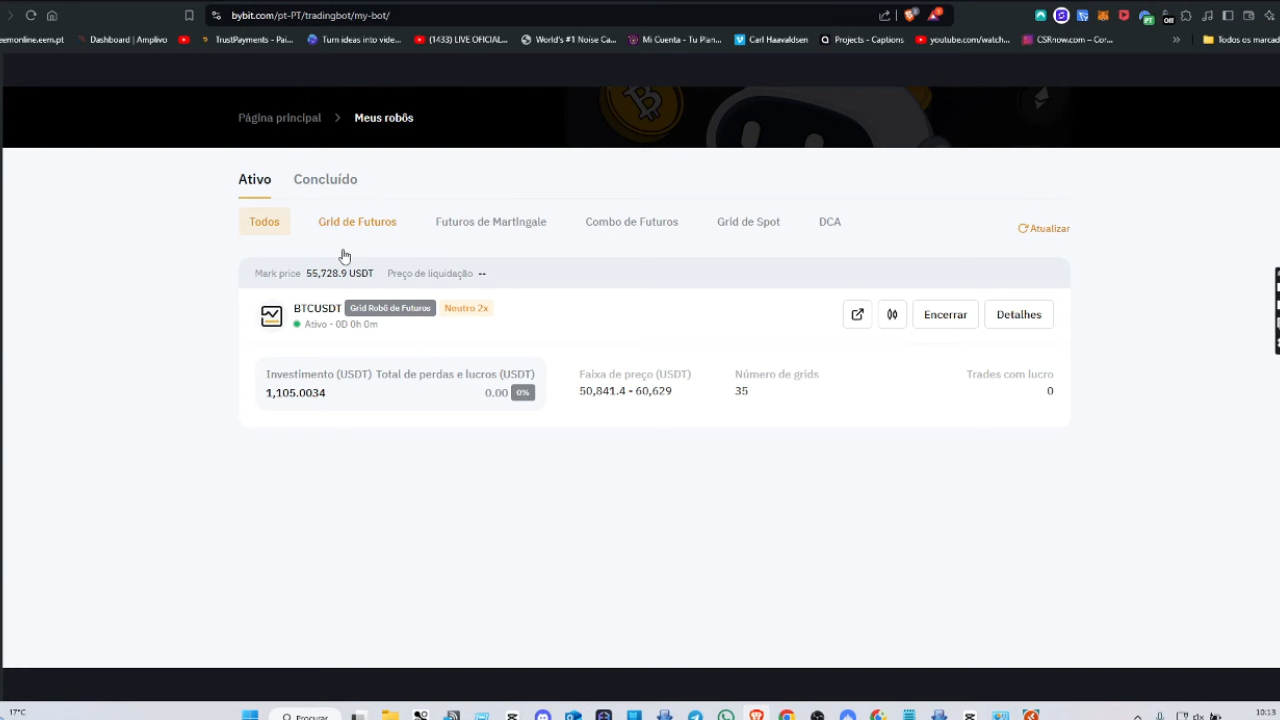 bybit.com/pt-PT/tradingbot/my-bot/
eemonline.eem.pt Dashboard | Amplivo TrustPayments - Pai... Turn ideas into vide... (1433) LIVE OFICIAL... World's #1 Noise Ca... Mi Cuenta - Tu Plan... Carl Haavaldsen Projects - Captions youtube.com/watch... CSRnow.com – Cor... » Todos os marcad
Página principal > Meus robôs
Ativo Concluído
Todos Grid de Futuros Futuros de Martingale Combo de Futuros Grid de Spot DCA Atualizar
Mark price 55,728.9 USDT Preço de liquidação --
BTCUSDT Grid Robô de Futuros Neutro 2x
Ativo - 0D 0h 0m
Encerrar Detalhes
Investimento (USDT) Total de perdas e lucros (USDT) Faixa de preço (USDT) Número de grids Trades com lucro
1,105.0034 0.00 0% 50,841.4 - 60,629 35 0
17°C
Procurar
10:13